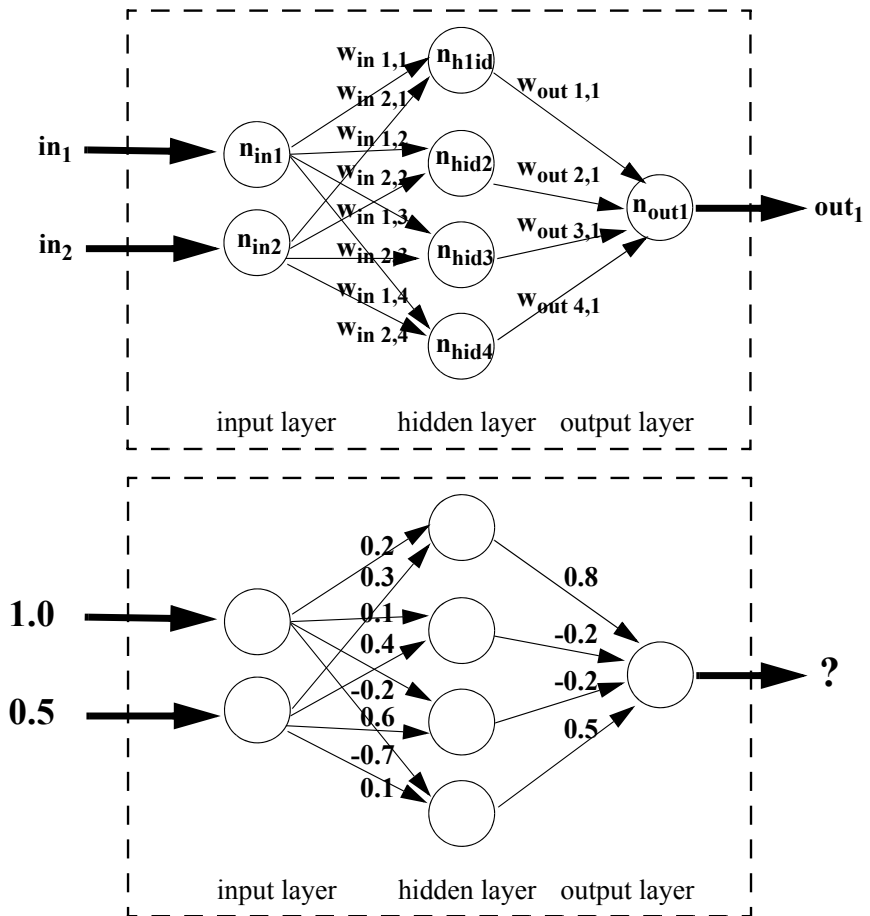 w_in 1,1
n_h1id
w_in 2,1
w_out 1,1
in_1
n_in1
w_in 1,2
n_hid2
w_in 2,2
w_out 2,1
n_out1
out_1
in_2
n_in2
w_in 1,3
w_out 3,1
w_in 2,3
n_hid3
w_in 1,4
w_out 4,1
w_in 2,4
n_hid4
input layer hidden layer output layer
0.2
0.3
0.8
1.0
0.1
0.4
-0.2
-0.2
-0.2
?
0.5
0.6
0.5
-0.7
0.1
input layer hidden layer output layer